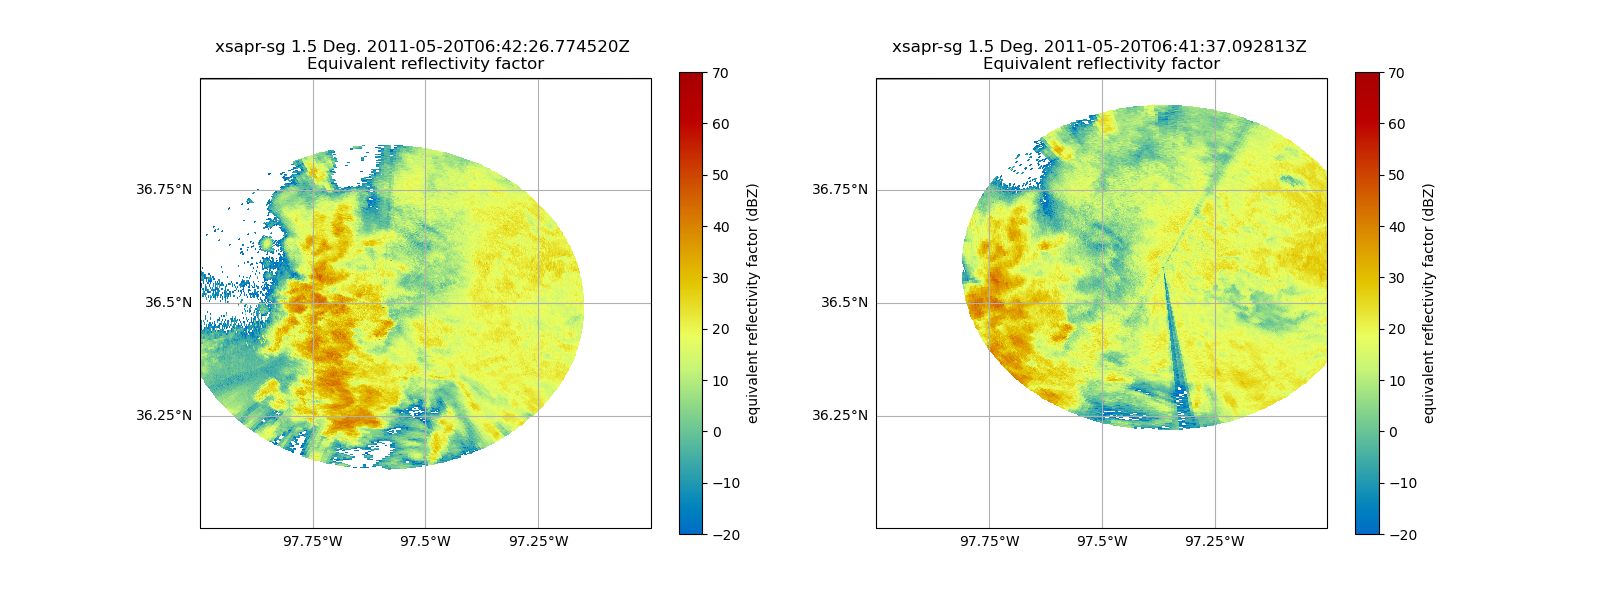 xsapr-sg 1.5 Deg. 2011-05-20T06:42:26.774520Z
Equivalent reflectivity factor
36.75°N
36.5°N
36.25°N
97.75°W
97.5°W
97.25°W
70
60
50
40
30
20
10
0
−10
−20
equivalent reflectivity factor (dBZ)
xsapr-sg 1.5 Deg. 2011-05-20T06:41:37.092813Z
Equivalent reflectivity factor
36.75°N
36.5°N
36.25°N
97.75°W
97.5°W
97.25°W
70
60
50
40
30
20
10
0
−10
−20
equivalent reflectivity factor (dBZ)